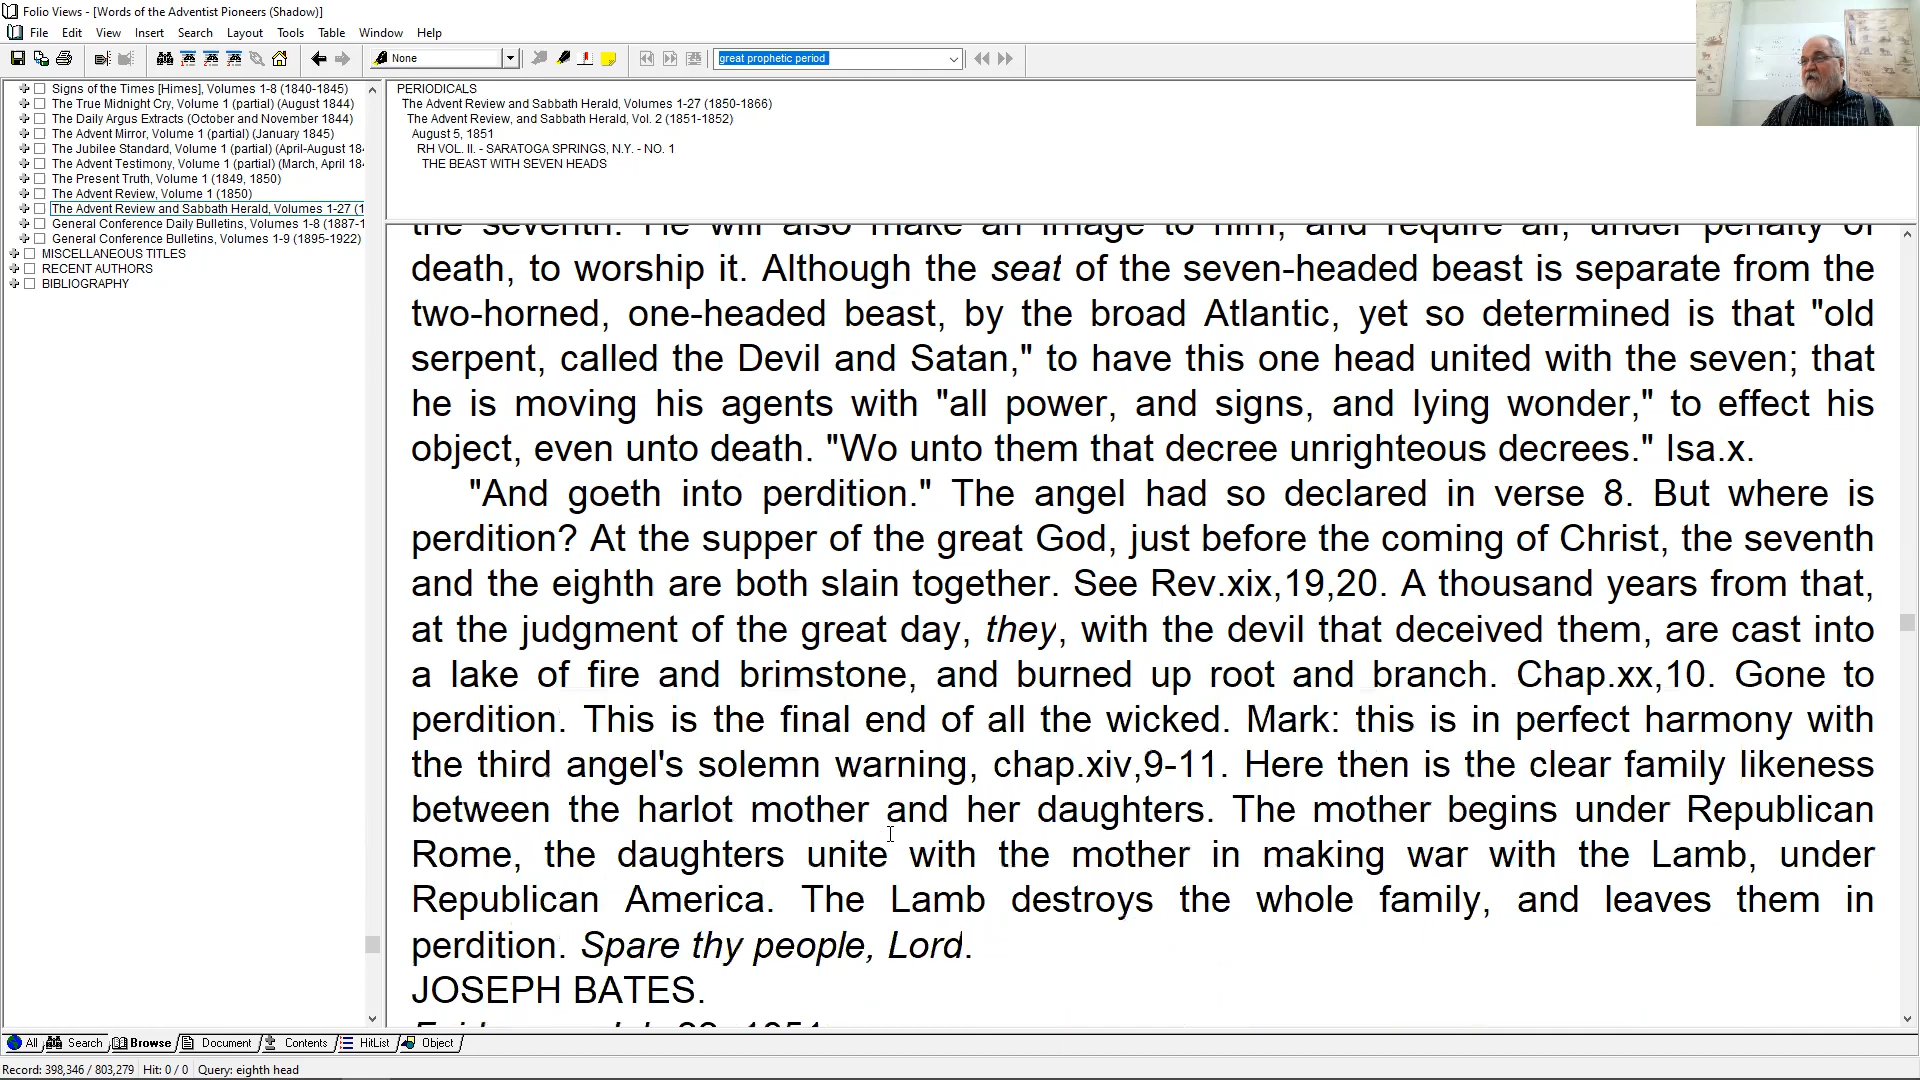 Folio Views - [Words of the Adventist Pioneers (Shadow)]
File Edit View Insert Search Layout Tools Table Window Help
None
great prophetic period
Signs of the Times [Himes], Volumes 1-8 (1840-1845)
The True Midnight Cry, Volume 1 (partial) (August 1844)
The Daily Argus Extracts (October and November 1844)
The Advent Mirror, Volume 1 (partial) (January 1845)
The Jubilee Standard, Volume 1 (partial) (April-August 18
The Advent Testimony, Volume 1 (partial) (March, April 18
The Present Truth, Volume 1 (1849, 1850)
The Advent Review, Volume 1 (1850)
The Advent Review and Sabbath Herald, Volumes 1-27 (1
General Conference Daily Bulletins, Volumes 1-8 (1887-1
General Conference Bulletins, Volumes 1-9 (1895-1922)
MISCELLANEOUS TITLES
RECENT AUTHORS
BIBLIOGRAPHY
PERIODICALS
The Advent Review and Sabbath Herald, Volumes 1-27 (1850-1866)
The Advent Review, and Sabbath Herald, Vol. 2 (1851-1852)
August 5, 1851
RH VOL. II. - SARATOGA SPRINGS, N.Y. - NO. 1
THE BEAST WITH SEVEN HEADS
the seventh. He will also make an image to him, and require all, under penalty of
death, to worship it. Although the seat of the seven-headed beast is separate from the
two-horned, one-headed beast, by the broad Atlantic, yet so determined is that "old
serpent, called the Devil and Satan," to have this one head united with the seven; that
he is moving his agents with "all power, and signs, and lying wonder," to effect his
object, even unto death. "Wo unto them that decree unrighteous decrees." Isa.x.
"And goeth into perdition." The angel had so declared in verse 8. But where is
perdition? At the supper of the great God, just before the coming of Christ, the seventh
and the eighth are both slain together. See Rev.xix,19,20. A thousand years from that,
at the judgment of the great day, they, with the devil that deceived them, are cast into
a lake of fire and brimstone, and burned up root and branch. Chap.xx,10. Gone to
perdition. This is the final end of all the wicked. Mark: this is in perfect harmony with
the third angel's solemn warning, chap.xiv,9-11. Here then is the clear family likeness
between the harlot mother and her daughters. The mother begins under Republican
Rome, the daughters unite with the mother in making war with the Lamb, under
Republican America. The Lamb destroys the whole family, and leaves them in
perdition. Spare thy people, Lord.
JOSEPH BATES.
All Search Browse Document Contents HitList Object
Record: 398,346 / 803,279 Hit: 0 / 0 Query: eighth head